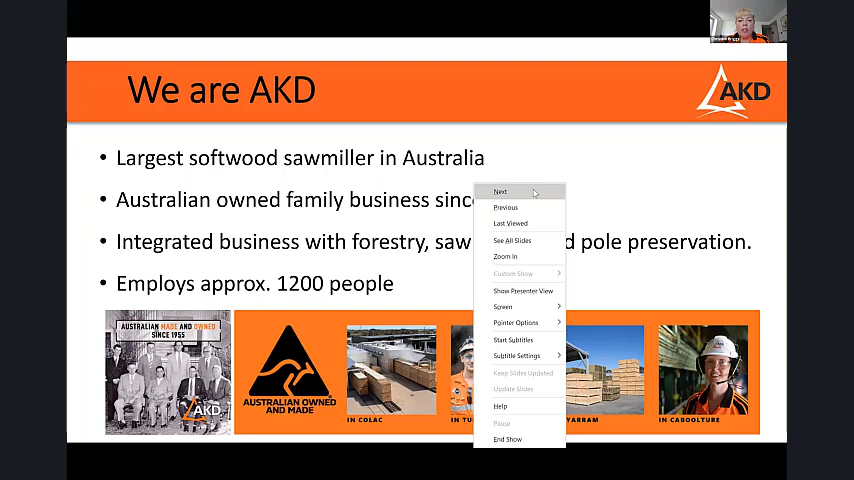 We are AKD
AKD
• Largest softwood sawmiller in Australia
• Australian owned family business sinc
• Integrated business with forestry, saw d pole preservation.
• Employs approx. 1200 people
Next
Previous
Last Viewed
See All Slides
Zoom In
Custom Show
Show Presenter View
Screen
Pointer Options
Start Subtitles
Subtitle Settings
Keep Slides Updated
Update Slides
Help
Pause
End Show
AUSTRALIAN MADE AND OWNED
SINCE 1955
AKD
AUSTRALIAN OWNED
AND MADE
IN COLAC
IN TU
YARRAM
IN CABOOLTURE